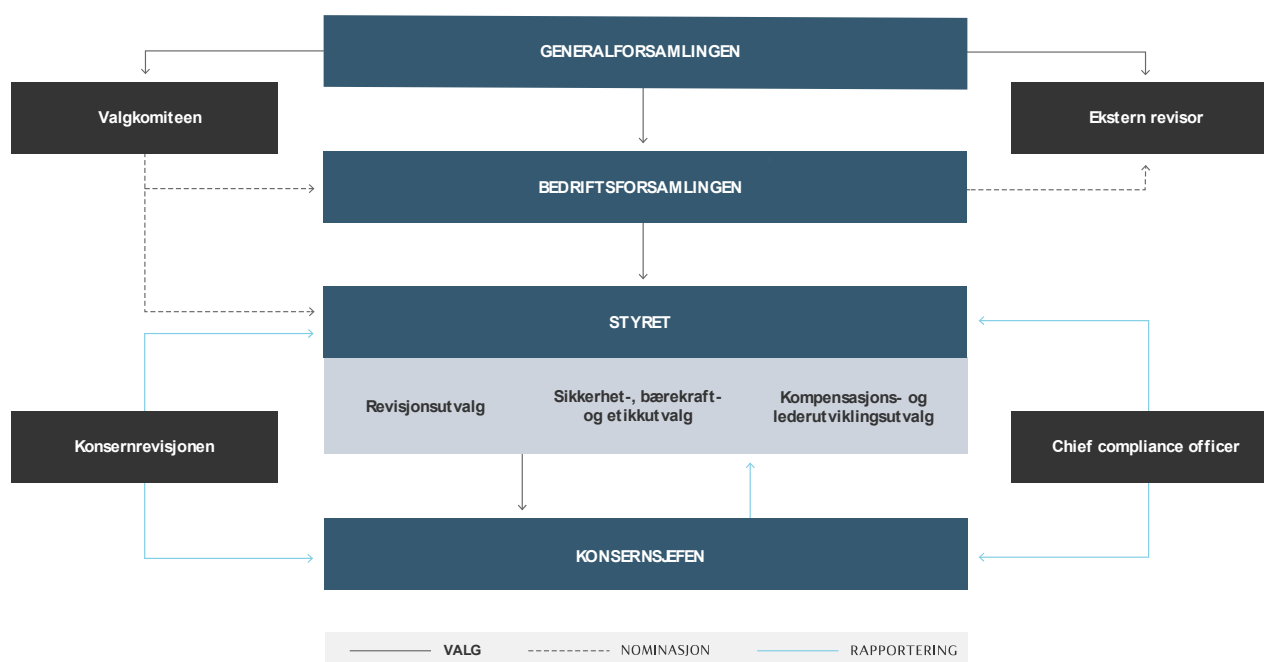 GENERALFORSAMLINGEN
Valgkomiteen
Ekstern revisor
BEDRIFTSFORSAMLINGEN
STYRET
Revisjonsutvalg
Sikkerhet-, bærekraft-
og etikkutvalg
Kompensasjons- og
lederutviklingsutvalg
Konsernrevisjonen
Chief compliance officer
KONSERNSJEFEN
VALG
NOMINASJON
RAPPORTERING